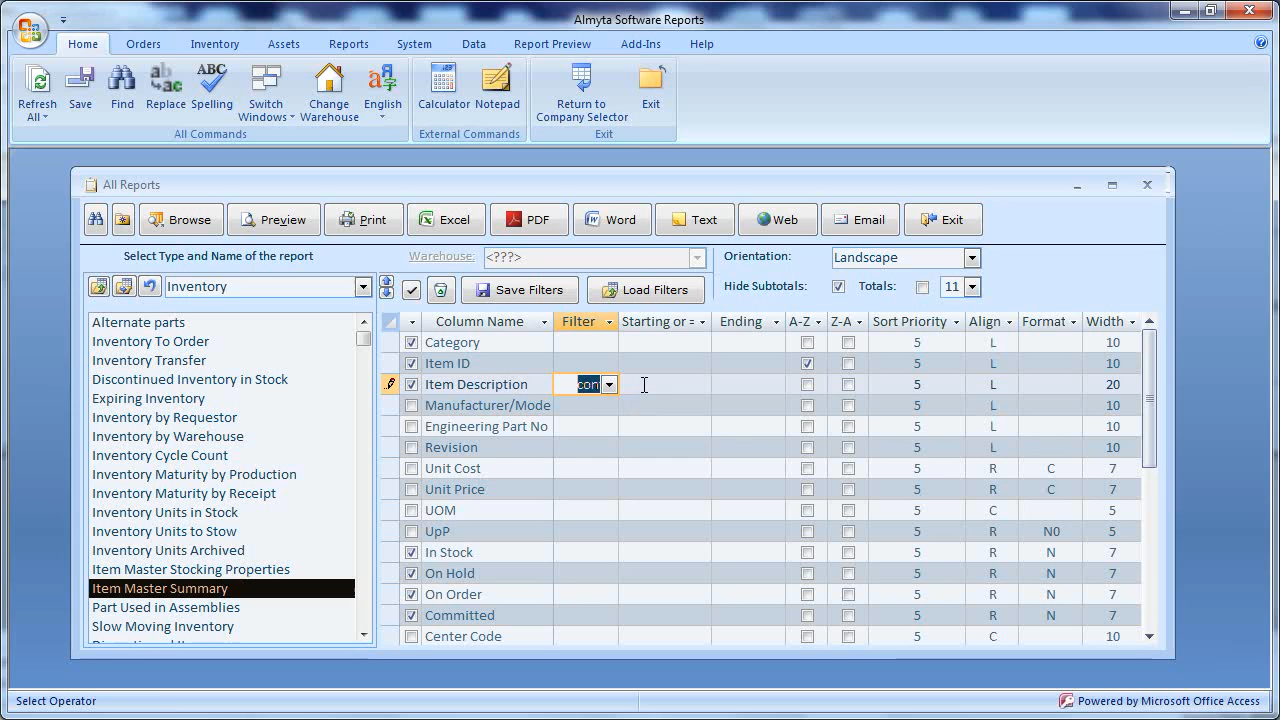 Almyta Software Reports
Home Orders Inventory Assets Reports System Data Report Preview Add-Ins Help
Refresh All Save Find Replace Spelling Switch Windows Change Warehouse English Calculator Notepad Return to Company Selector Exit
All Commands External Commands Exit
All Reports
Browse Preview Print Excel PDF Word Text Web Email Exit
Select Type and Name of the report Warehouse: <???> Orientation: Landscape
Inventory Save Filters Load Filters Hide Subtotals: Totals: 11
Alternate parts
Inventory To Order
Inventory Transfer
Discontinued Inventory in Stock
Expiring Inventory
Inventory by Requestor
Inventory by Warehouse
Inventory Cycle Count
Inventory Maturity by Production
Inventory Maturity by Receipt
Inventory Units in Stock
Inventory Units to Stow
Inventory Units Archived
Item Master Stocking Properties
Item Master Summary
Part Used in Assemblies
Slow Moving Inventory
Column Name Filter Starting or = Ending A-Z Z-A Sort Priority Align Format Width
Category 5 L 10
Item ID 5 L 10
Item Description con 5 L 20
Manufacturer/Mode 5 L 10
Engineering Part No 5 L 10
Revision 5 L 10
Unit Cost 5 R C 7
Unit Price 5 R C 7
UOM 5 C 5
UpP 5 R N0 5
In Stock 5 R N 7
On Hold 5 R N 7
On Order 5 R N 7
Committed 5 R N 7
Center Code 5 C 10
Select Operator Powered by Microsoft Office Access